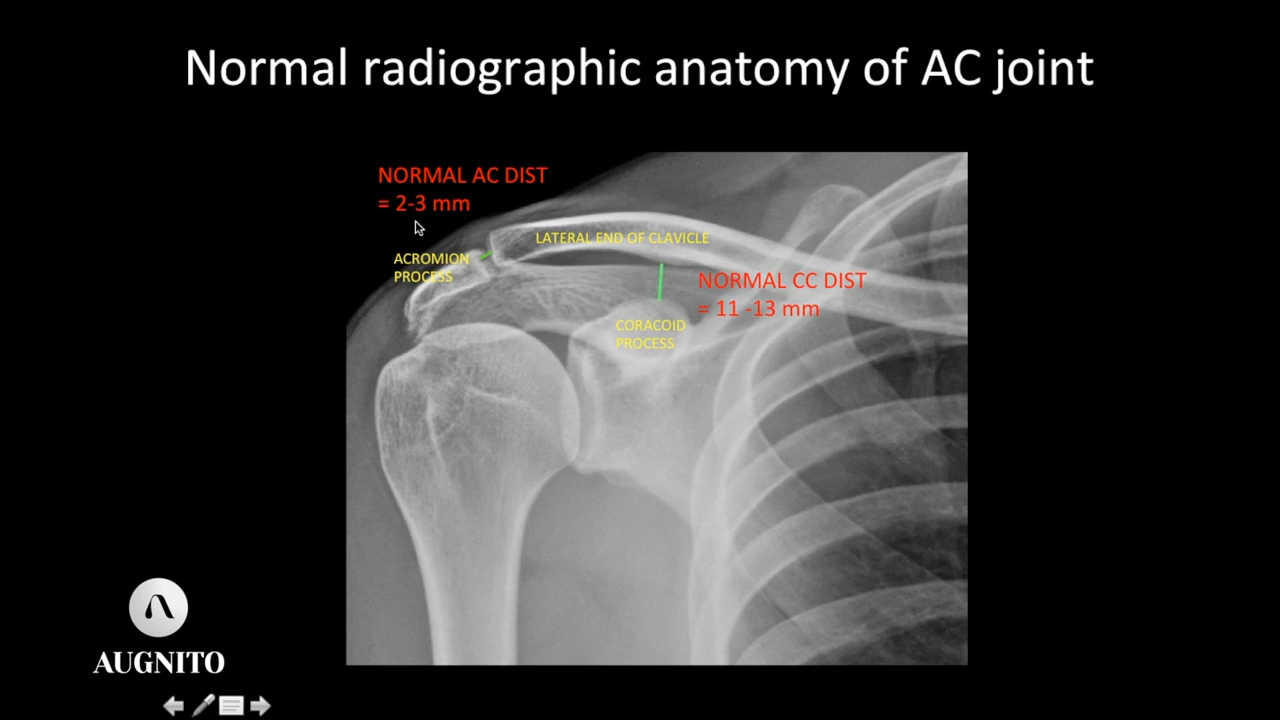 Normal radiographic anatomy of AC joint
NORMAL AC DIST
= 2-3 mm
LATERAL END OF CLAVICLE
ACROMION
PROCESS
NORMAL CC DIST
= 11 -13 mm
CORACOID
PROCESS
AUGNITO